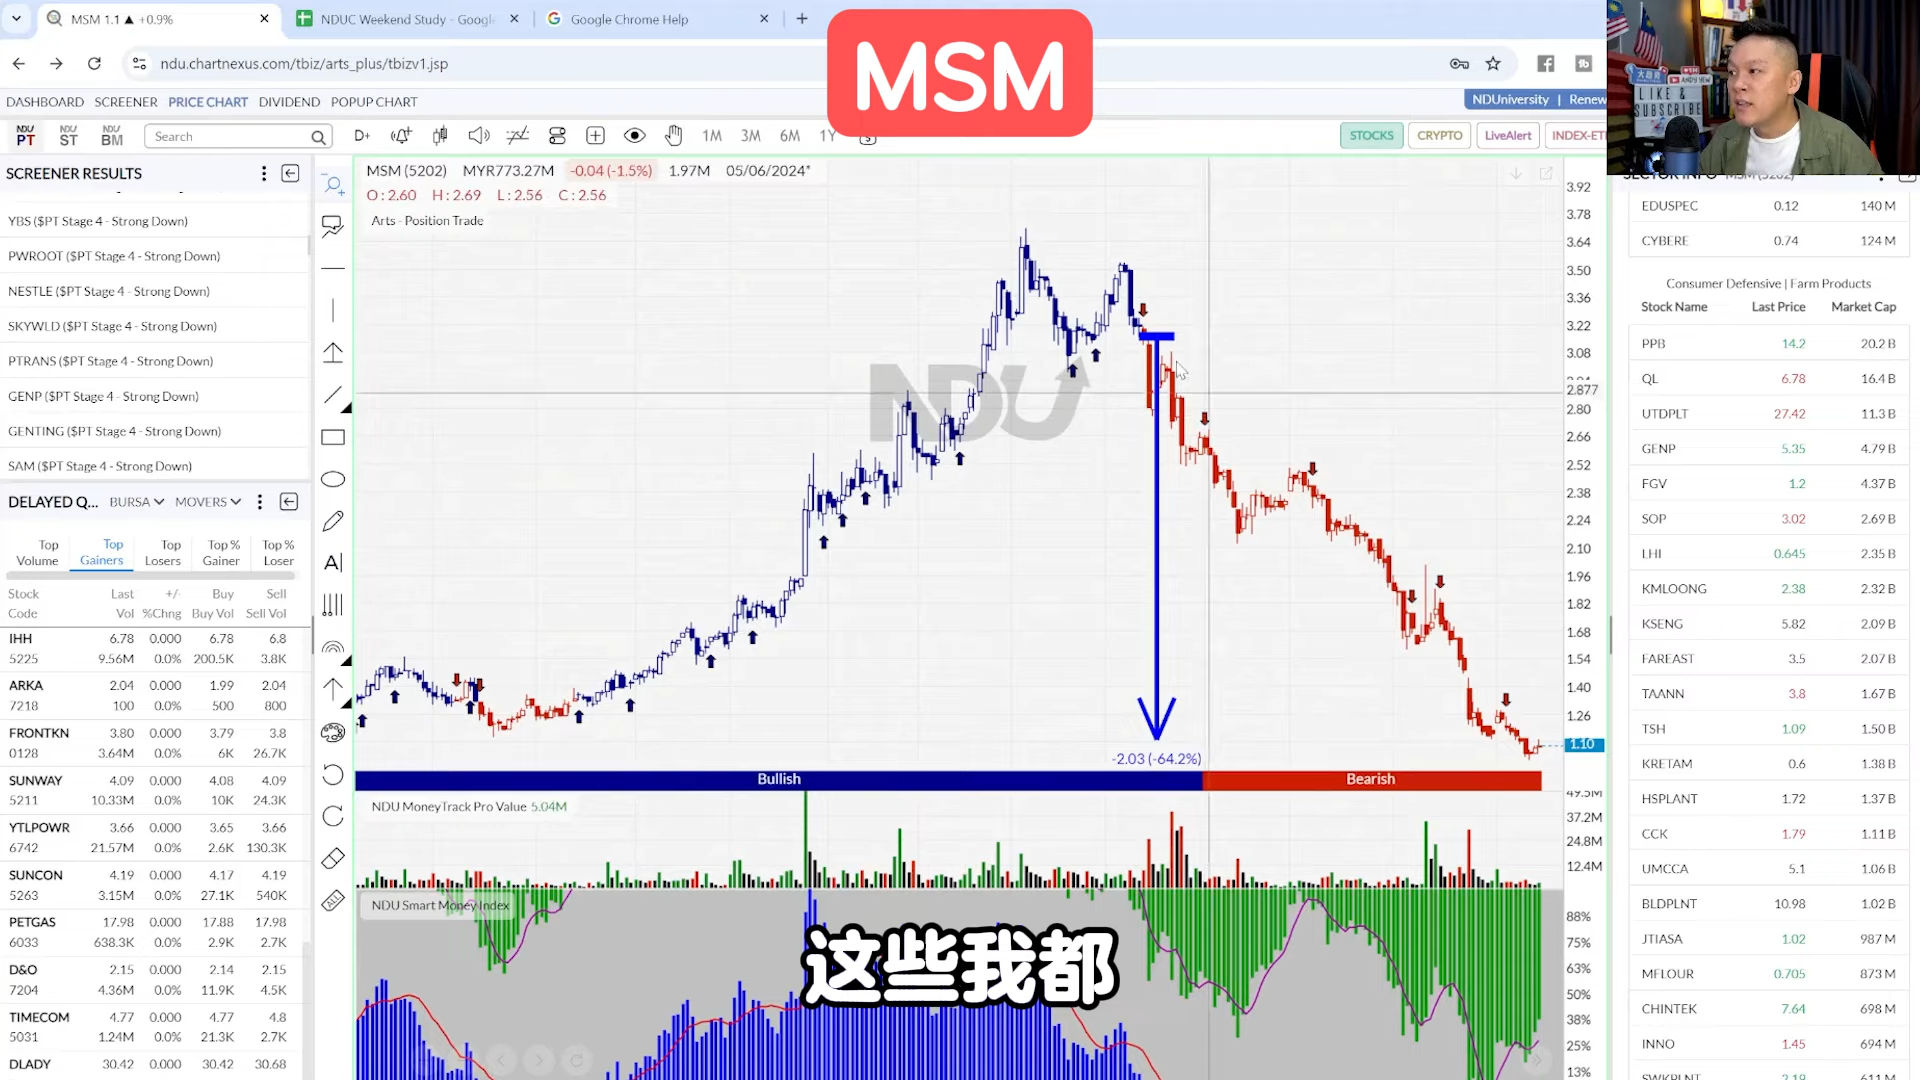 MSM 1.1 ▲ +0.9%
NDUC Weekend Study - Google
Google Chrome Help
ndu.chartnexus.com/tbiz/arts_plus/tbizv1.jsp
MSM
DASHBOARD SCREENER PRICE CHART DIVIDEND POPUP CHART
NDUniversity | Renew
NDU PT
NDU ST
NDU BM
Search
D+
1M 3M 6M 1Y
STOCKS CRYPTO LiveAlert INDEX-ET
LIKE &
SUBSCRIBE
SCREENER RESULTS
YBS ($PT Stage 4 - Strong Down)
PWROOT ($PT Stage 4 - Strong Down)
NESTLE ($PT Stage 4 - Strong Down)
SKYWLD ($PT Stage 4 - Strong Down)
PTRANS ($PT Stage 4 - Strong Down)
GENP ($PT Stage 4 - Strong Down)
GENTING ($PT Stage 4 - Strong Down)
SAM ($PT Stage 4 - Strong Down)
DELAYED Q... BURSA MOVERS
Top Volume
Top Gainers
Top Losers
Top % Gainer
Top % Loser
Stock Last +/- Buy Sell
Code Vol %Chng Buy Vol Sell Vol
IHH 6.78 0.000 6.78 6.8
5225 9.56M 0.0% 200.5K 3.8K
ARKA 2.04 0.000 1.99 2.04
7218 100 0.0% 500 800
FRONTKN 3.80 0.000 3.79 3.8
0128 3.64M 0.0% 6K 26.7K
SUNWAY 4.09 0.000 4.08 4.09
5211 10.33M 0.0% 10K 24.3K
YTLPOWR 3.66 0.000 3.65 3.66
6742 21.57M 0.0% 2.6K 130.3K
SUNCON 4.19 0.000 4.17 4.19
5263 3.15M 0.0% 27.1K 540K
PETGAS 17.98 0.000 17.88 17.98
6033 638.3K 0.0% 2.9K 2.7K
D&O 2.15 0.000 2.14 2.15
7204 4.36M 0.0% 11.9K 4.5K
TIMECOM 4.77 0.000 4.77 4.8
5031 1.24M 0.0% 21.3K 2.7K
DLADY 30.42 0.000 30.42 30.68
MSM (5202) MYR773.27M -0.04 (-1.5%) 1.97M 05/06/2024*
O : 2.60 H : 2.69 L : 2.56 C : 2.56
Arts - Position Trade
NDU
3.92
3.78
3.64
3.50
3.36
3.22
3.08
2.877
2.80
2.66
2.52
2.38
2.24
2.10
1.96
1.82
1.68
1.54
1.40
1.26
1.10
-2.03 (-64.2%)
Bullish
Bearish
NDU MoneyTrack Pro Value 5.04M
49.5M
37.2M
24.8M
12.4M
NDU Smart Money Index
88%
75%
63%
50%
38%
25%
13%
这些我都
EDUSPEC 0.12 140 M
CYBERE 0.74 124 M
Consumer Defensive | Farm Products
Stock Name Last Price Market Cap
PPB 14.2 20.2 B
QL 6.78 16.4 B
UTDPLT 27.42 11.3 B
GENP 5.35 4.79 B
FGV 1.2 4.37 B
SOP 3.02 2.69 B
LHI 0.645 2.35 B
KMLOONG 2.38 2.32 B
KSENG 5.82 2.09 B
FAREAST 3.5 2.07 B
TAANN 3.8 1.67 B
TSH 1.09 1.50 B
KRETAM 0.6 1.38 B
HSPLANT 1.72 1.37 B
CCK 1.79 1.11 B
UMCCA 5.1 1.06 B
BLDPLNT 10.98 1.02 B
JTIASA 1.02 987 M
MFLOUR 0.705 873 M
CHINTEK 7.64 698 M
INNO 1.45 694 M
SWKPLNT 2.19 611 M